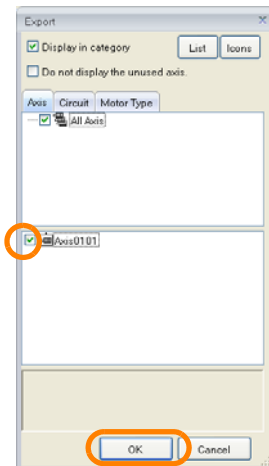 Export
Display in category
List
Icons
Do not display the unused axis.
Axis
Circuit
Motor Type
All Axis
Axis0101
OK
Cancel